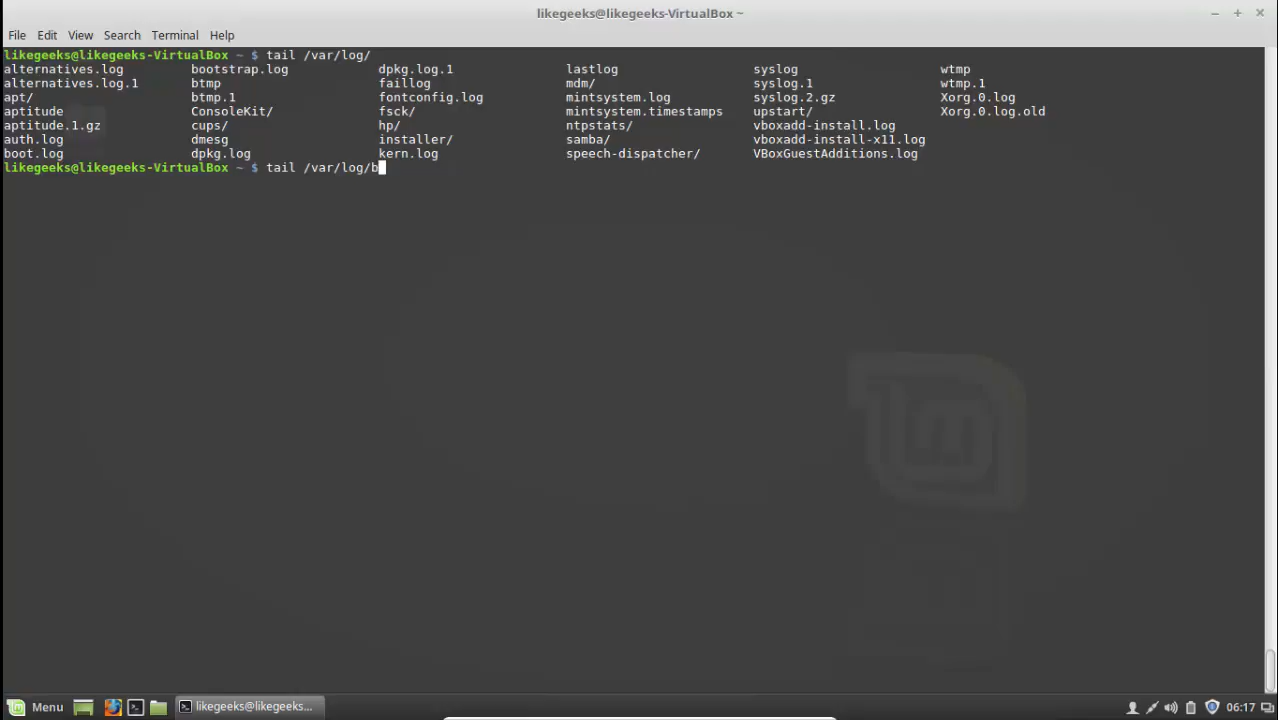 likegeeks@likegeeks-VirtualBox ~
File Edit View Search Terminal Help
likegeeks@likegeeks-VirtualBox ~ $ tail /var/log/
alternatives.log bootstrap.log dpkg.log.1 lastlog syslog wtmp
alternatives.log.1 btmp faillog mdm/ syslog.1 wtmp.1
apt/ btmp.1 fontconfig.log mintsystem.log syslog.2.gz Xorg.0.log
aptitude ConsoleKit/ fsck/ mintsystem.timestamps upstart/ Xorg.0.log.old
aptitude.1.gz cups/ hp/ ntpstats/ vboxadd-install.log
auth.log dmesg installer/ samba/ vboxadd-install-x11.log
boot.log dpkg.log kern.log speech-dispatcher/ VBoxGuestAdditions.log
likegeeks@likegeeks-VirtualBox ~ $ tail /var/log/b
Menu likegeeks@likegeeks... 06:17